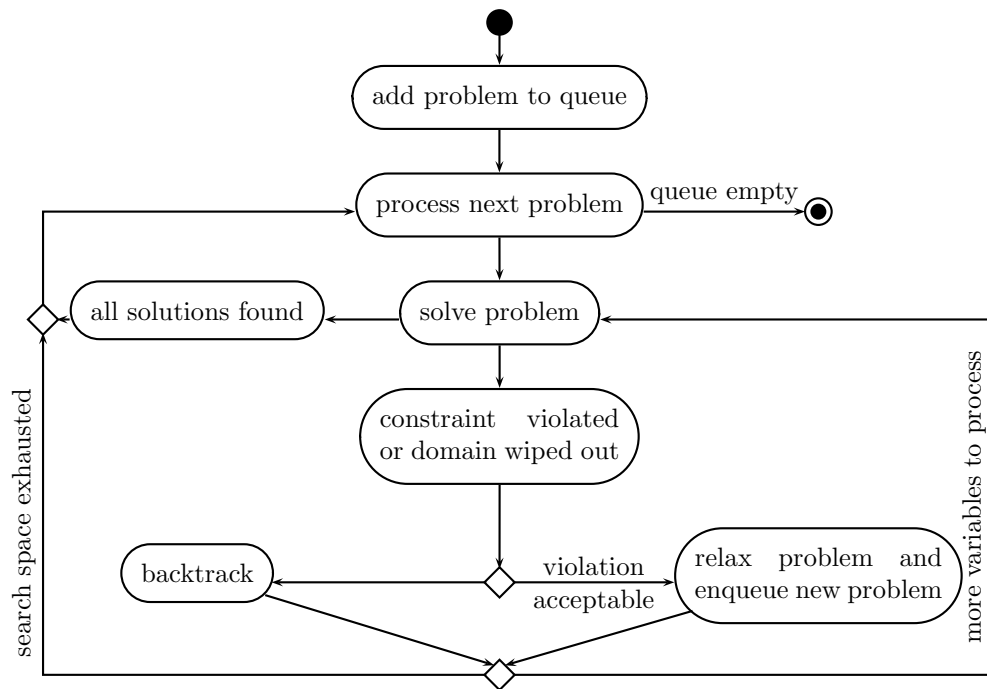 add problem to queue
process next problem
queue empty
all solutions found
solve problem
constraint violated
or domain wiped out
search space exhausted
more variables to process
backtrack
violation
acceptable
relax problem and
enqueue new problem